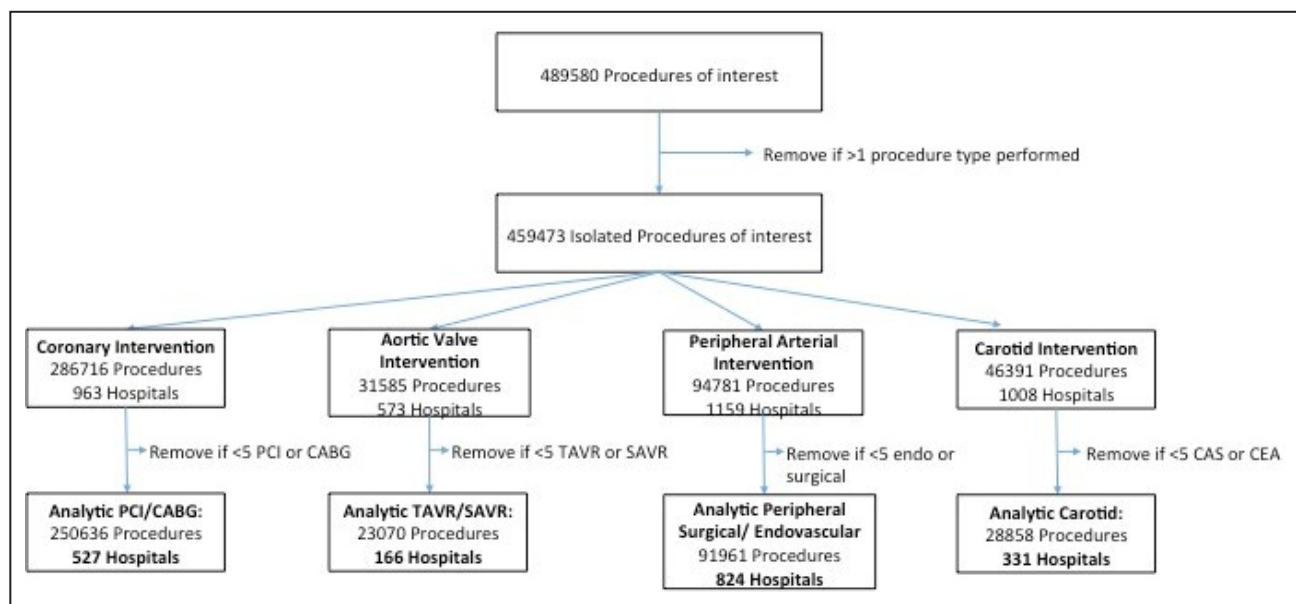 489580 Procedures of interest
Remove if >1 procedure type performed
459473 Isolated Procedures of interest
Coronary Intervention
286716 Procedures
963 Hospitals
Aortic Valve
Intervention
31585 Procedures
573 Hospitals
Peripheral Arterial
Intervention
94781 Procedures
1159 Hospitals
Carotid Intervention
46391 Procedures
1008 Hospitals
Remove if <5 PCI or CABG
Remove if <5 TAVR or SAVR
Remove if <5 endo or
surgical
Remove if <5 CAS or CEA
Analytic PCI/CABG:
250636 Procedures
527 Hospitals
Analytic TAVR/SAVR:
23070 Procedures
166 Hospitals
Analytic Peripheral
Surgical/ Endovascular
91961 Procedures
824 Hospitals
Analytic Carotid:
28858 Procedures
331 Hospitals